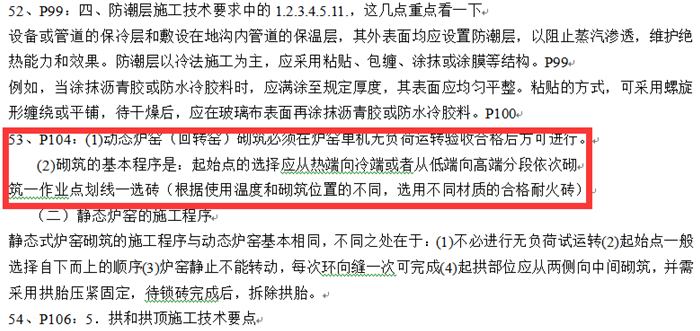 52、P99：四、防潮层施工技术要求中的 1.2.3.4.5.11.，这几点重点看一下
设备或管道的保冷层和敷设在地沟内管道的保温层，其外表面均应设置防潮层，以阻止蒸汽渗透，维护绝
热能力和效果。防潮层以冷法施工为主，应采用粘贴、包缠、涂抹或涂膜等结构。P99
例如，当涂抹沥青胶或防水冷胶料时，应满涂至规定厚度，其表面应均匀平整。粘贴的方式，可采用螺旋
形缠绕或平铺，待干燥后，应在玻璃布表面再涂抹沥青胶或防水冷胶料。P100
53、P104：(1)动态炉窑（回转窑）砌筑必须在炉窑单机无负荷运转验收合格后方可进行。
(2)砌筑的基本程序是：起始点的选择应从热端向冷端或者从低端向高端分段依次砌
筑一作业点划线一选砖（根据使用温度和砌筑位置的不同，选用不同材质的合格耐火砖）
（二）静态炉窑的施工程序
静态式炉窑砌筑的施工程序与动态炉窑基本相同，不同之处在于：(1)不必进行无负荷试运转(2)起始点一般
选择自下而上的顺序(3)炉窑静止不能转动，每次环向缝一次可完成(4)起拱部位应从两侧向中间砌筑，并需
采用拱胎压紧固定，待锁砖完成后，拆除拱胎。
54、P106：5．拱和拱顶施工技术要点